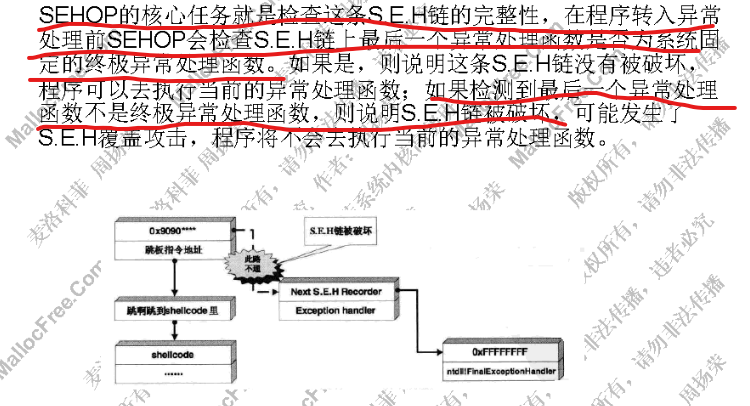 SEHOP的核心任务就是检查这条S.E.H链的完整性，在程序转入异常
处理前SEHOP会检查S.E.H链上最后一个异常处理函数是否为系统固
定的终极异常处理函数。如果是，则说明这条S.E.H链没有被破坏，
程序可以去执行当前的异常处理函数；如果检测到最后一个异常处理
函数不是终极异常处理函数，则说明S.E.H链被破坏，可能发生了
S.E.H覆盖攻击，程序将不会去执行当前的异常处理函数。
0x9090****
跳板指令地址
S.E.H链被破坏
此路
不通
Next S.E.H Recorder
Exception handler
跳啊跳到shellcode 里
shellcode
......
0xFFFFFFFF
ntdll!FinalExceptionHandler
MallocFree.Com
麦洛科菲
周扬荣
版权所有，请勿非法传播，违者必究